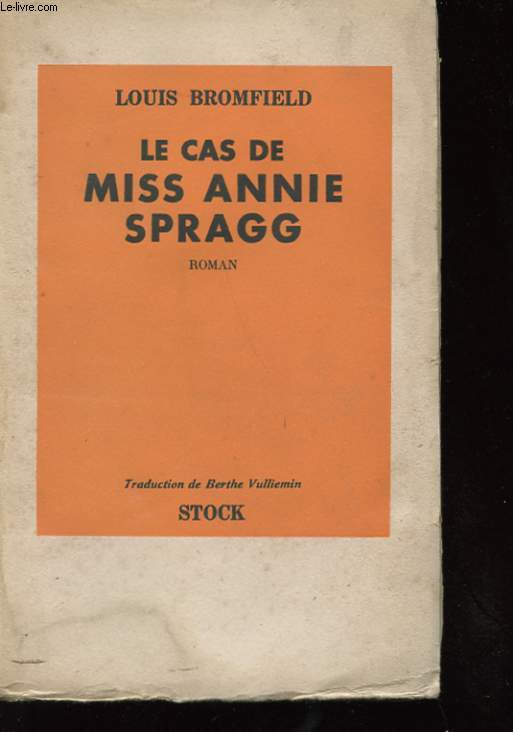 Le-livre.com
LOUIS BROMFIELD
LE CAS DE
MISS ANNIE
SPRAGG
ROMAN
Traduction de Berthe Vulliemin
STOCK